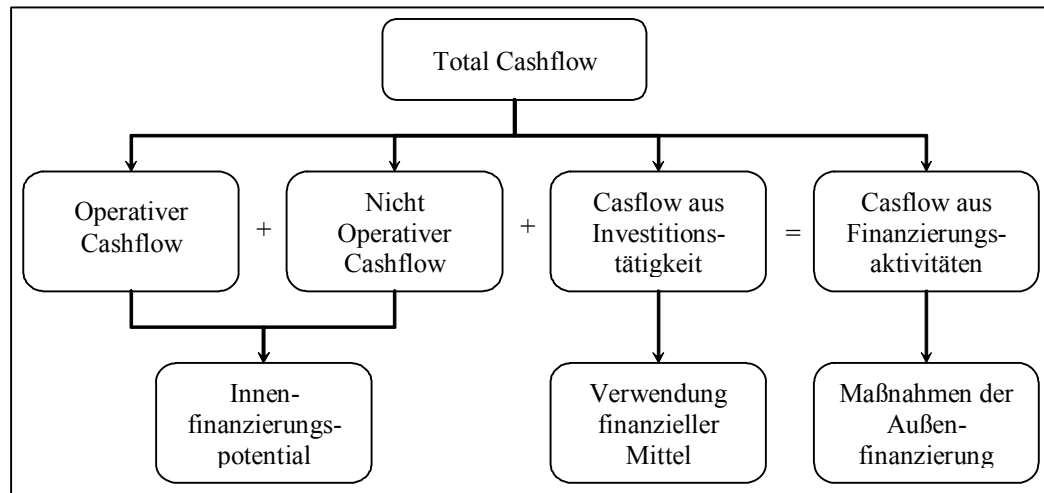 Total Cashflow
Operativer
Cashflow
+
Nicht
Operativer
Cashflow
+
Casflow aus
Investitions-
tätigkeit
=
Casflow aus
Finanzierungs-
aktivitäten
Innen-
finanzierungs-
potential
Verwendung
finanzieller
Mittel
Maßnahmen der
Außen-
finanzierung